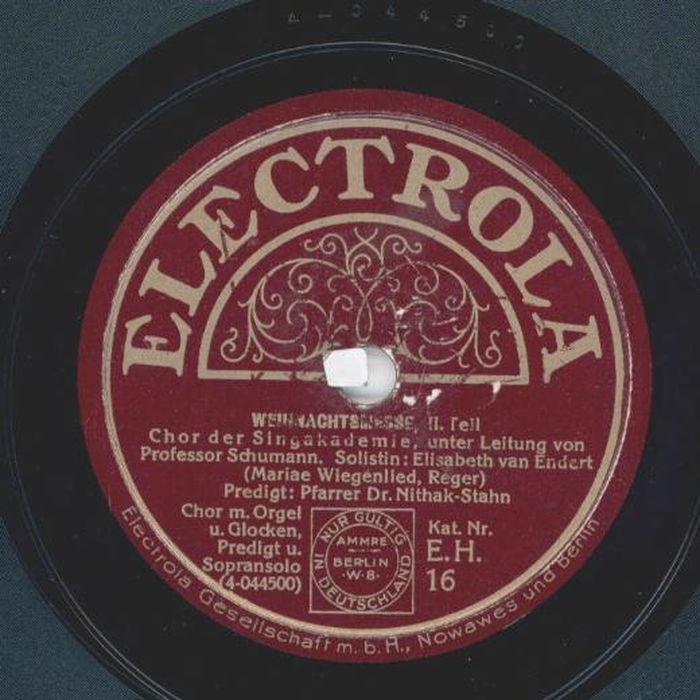 4-044500
ELECTROLA
WEIHNACHTSMESSE, II. Teil
Chor der Singakademie, unter Leitung von
Professor Schumann. Solistin: Elisabeth van Endert
(Mariae Wiegenlied, Reger)
Predigt: Pfarrer Dr. Nithak-Stahn
Chor m. Orgel
u. Glocken,
Predigt u.
Sopransolo
(4-044500)
NUR GÜLTIG
AMMRE
BERLIN
·W·8·
IN DEUTSCHLAND
Kat. Nr.
E.H.
16
Electrola Gesellschaft m. b. H., Nowawes und Berlin